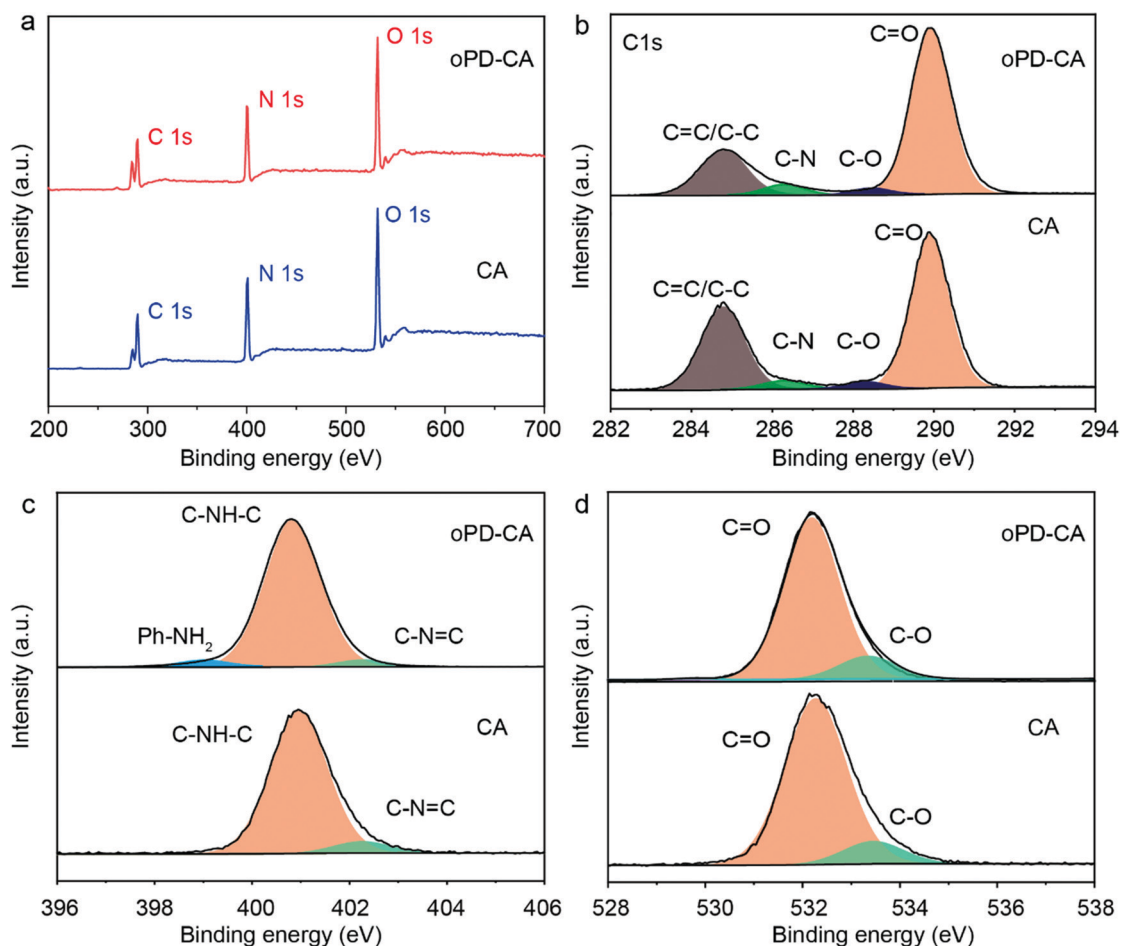 a
O 1s
oPD-CA
N 1s
C 1s
O 1s
CA
N 1s
C 1s
Intensity (a.u.)
200 300 400 500 600 700
Binding energy (eV)
b
C1s
C=O
oPD-CA
C=C/C-C
C-N C-O
CA
C=O
C=C/C-C
C-N C-O
Intensity (a.u.)
282 284 286 288 290 292 294
Binding energy (eV)
c
C-NH-C
oPD-CA
Ph-NH₂
C-N=C
CA
C-NH-C
C-N=C
Intensity (a.u.)
396 398 400 402 404 406
Binding energy (eV)
d
C=O
oPD-CA
C-O
CA
C=O
C-O
Intensity (a.u.)
528 530 532 534 536 538
Binding energy (eV)